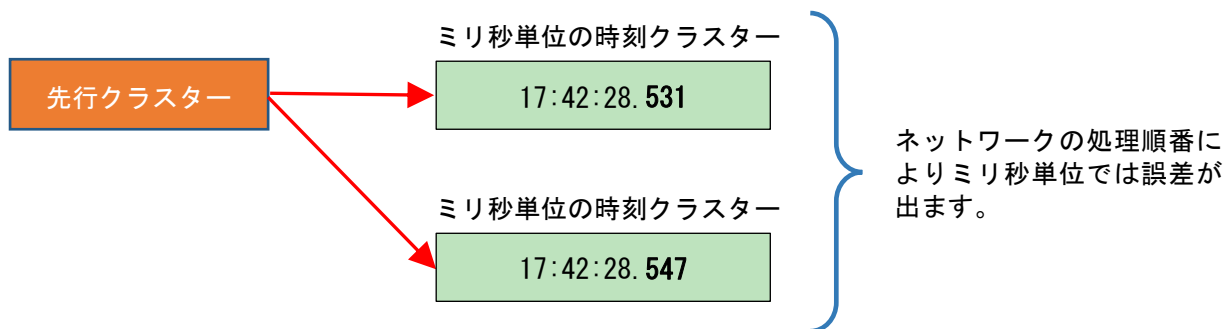 ミリ秒単位の時刻クラスター
先行クラスター
17:42:28.531
ミリ秒単位の時刻クラスター
17:42:28.547
ネットワークの処理順番に
よりミリ秒単位では誤差が
出ます。